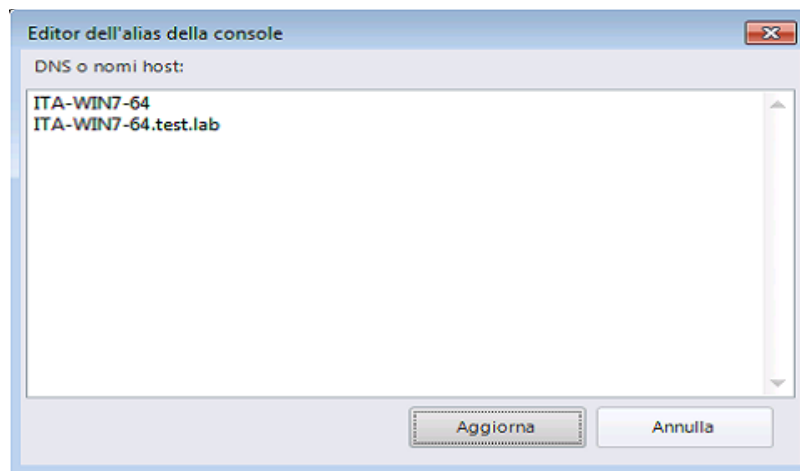 Editor dell'alias della console
DNS o nomi host:
ITA-WIN7-64
ITA-WIN7-64.test.lab
Aggiorna
Annulla